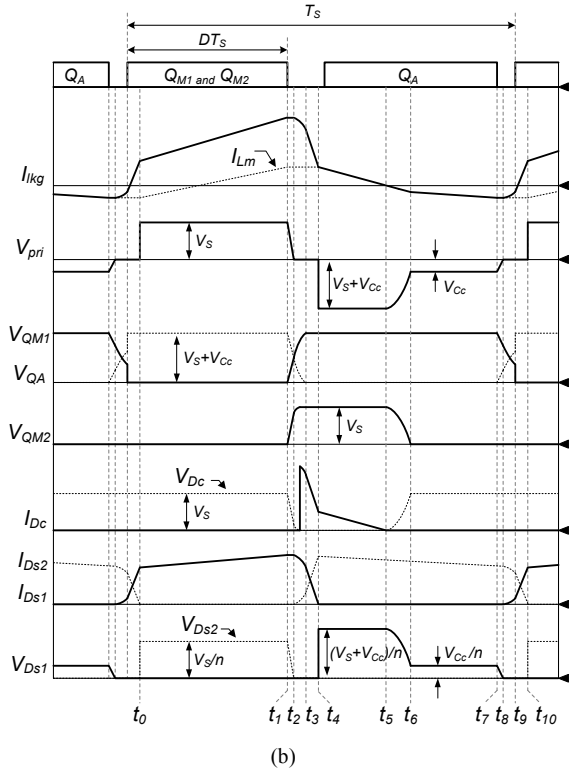 T_S
DT_S
Q_A
Q_M1 and Q_M2
Q_A
I_Lm
I_lkg
V_pri
V_S
V_S+V_Cc
V_Cc
V_QM1
V_S+V_Cc
V_QA
V_QM2
V_S
V_Dc
V_S
I_Dc
I_Ds2
I_Ds1
V_Ds2
V_Ds1
V_S/n
(V_S+V_Cc)/n
V_Cc/n
t_0 t_1 t_2 t_3 t_4 t_5 t_6 t_7 t_8 t_9 t_10
(b)